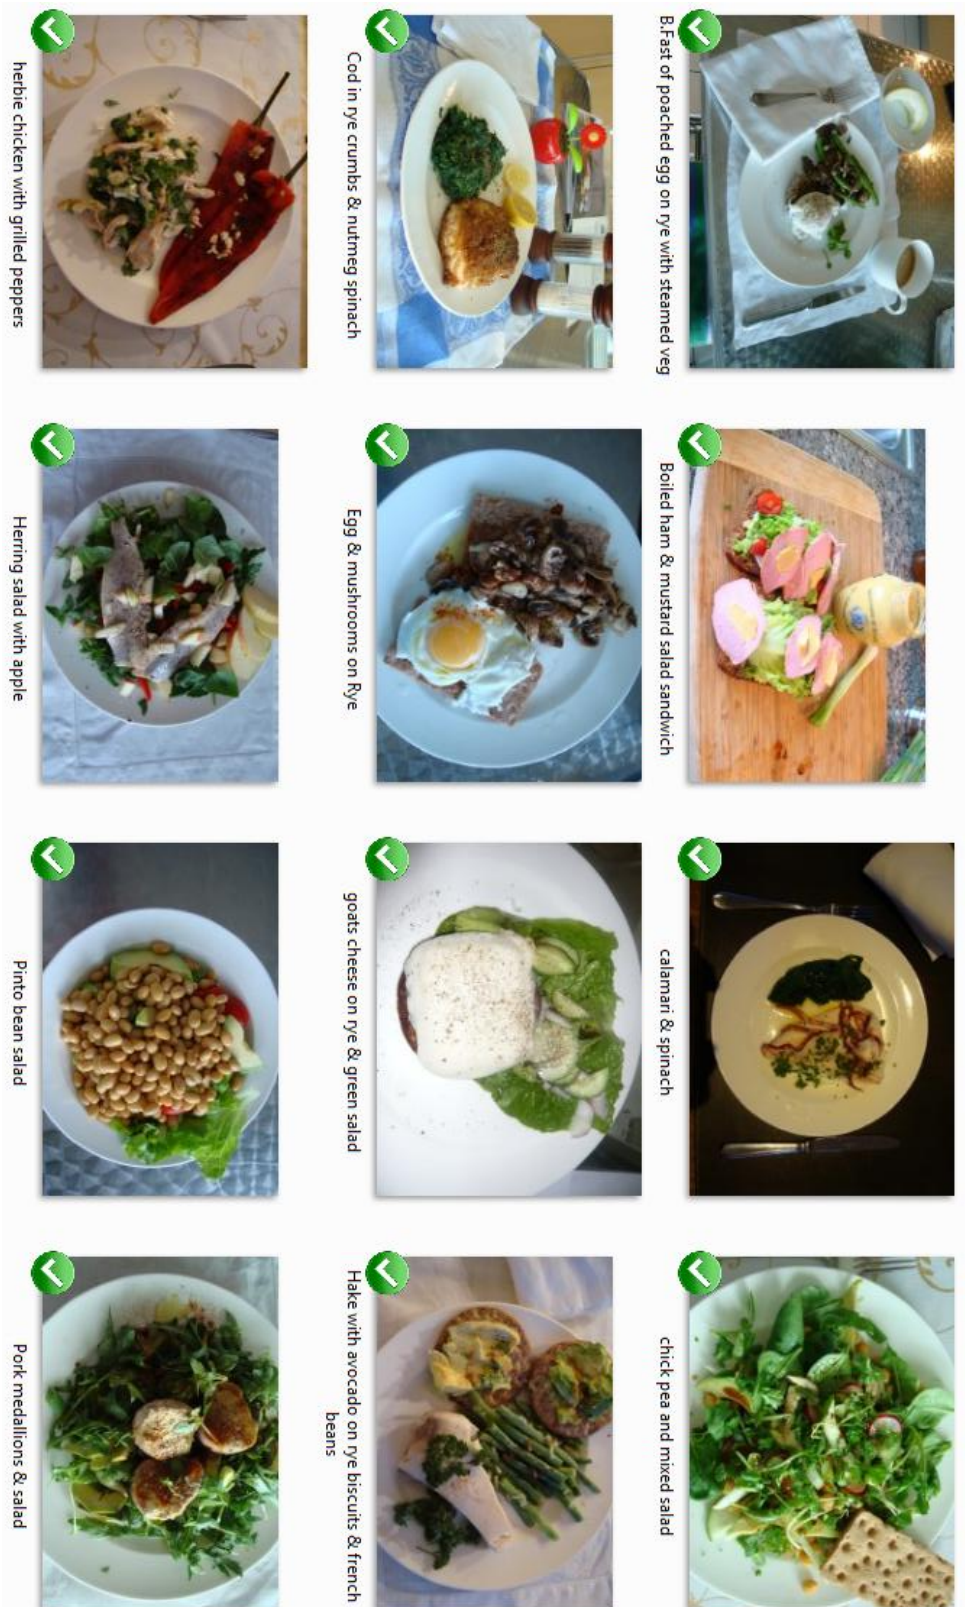 B.Fast of poached egg on rye with steamed veg
Boiled ham & mustard salad sandwich
calamari & spinach
chick pea and mixed salad
Cod in rye crumbs & nutmeg spinach
Egg & mushrooms on Rye
goats cheese on rye & green salad
Hake with avocado on rye biscuits & french
beans
herbie chicken with grilled peppers
Herring salad with apple
Pinto bean salad
Pork medallions & salad